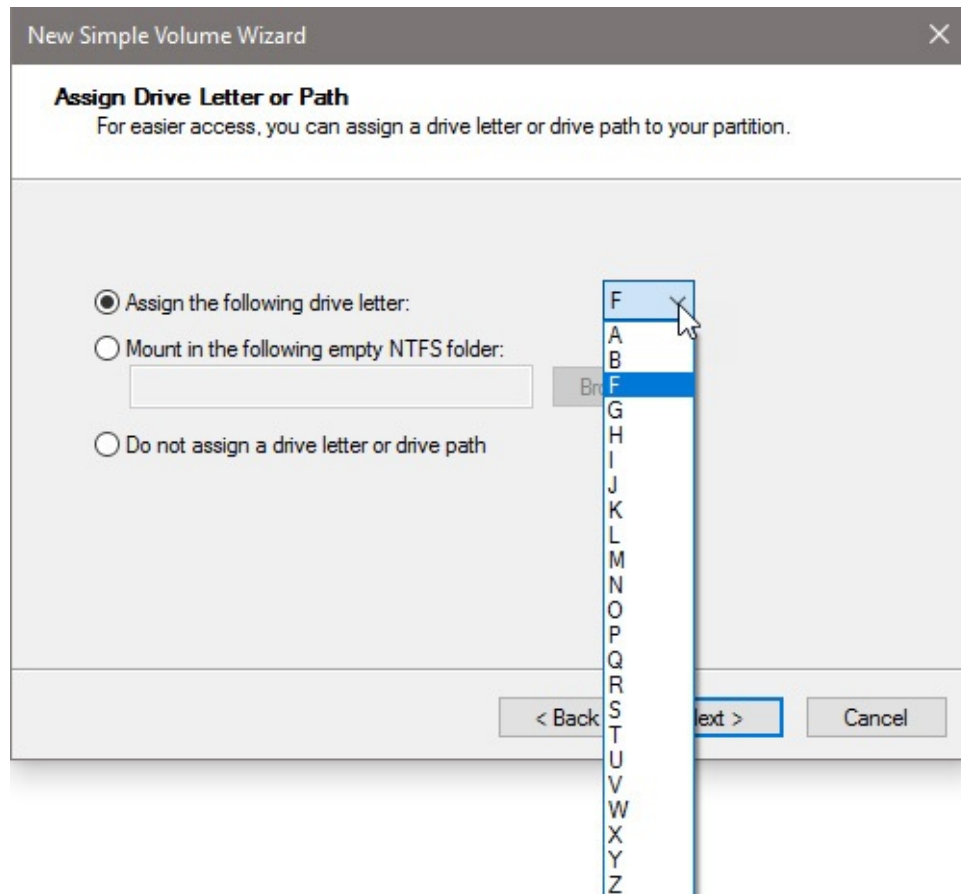 New Simple Volume Wizard
Assign Drive Letter or Path
For easier access, you can assign a drive letter or drive path to your partition.
Assign the following drive letter:
F
Mount in the following empty NTFS folder:
Do not assign a drive letter or drive path
A
B
F
G
H
I
J
K
L
M
N
O
P
Q
R
S
T
U
V
W
X
Y
Z
< Back
Cancel